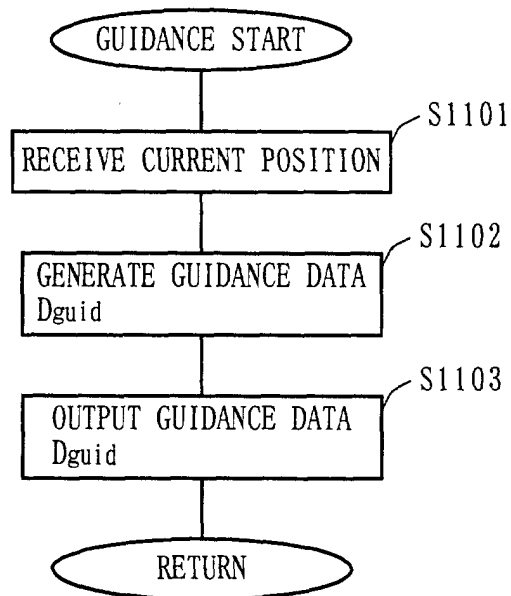 GUIDANCE START
S1101
RECEIVE CURRENT POSITION
S1102
GENERATE GUIDANCE DATA
Dguid
S1103
OUTPUT GUIDANCE DATA
Dguid
RETURN